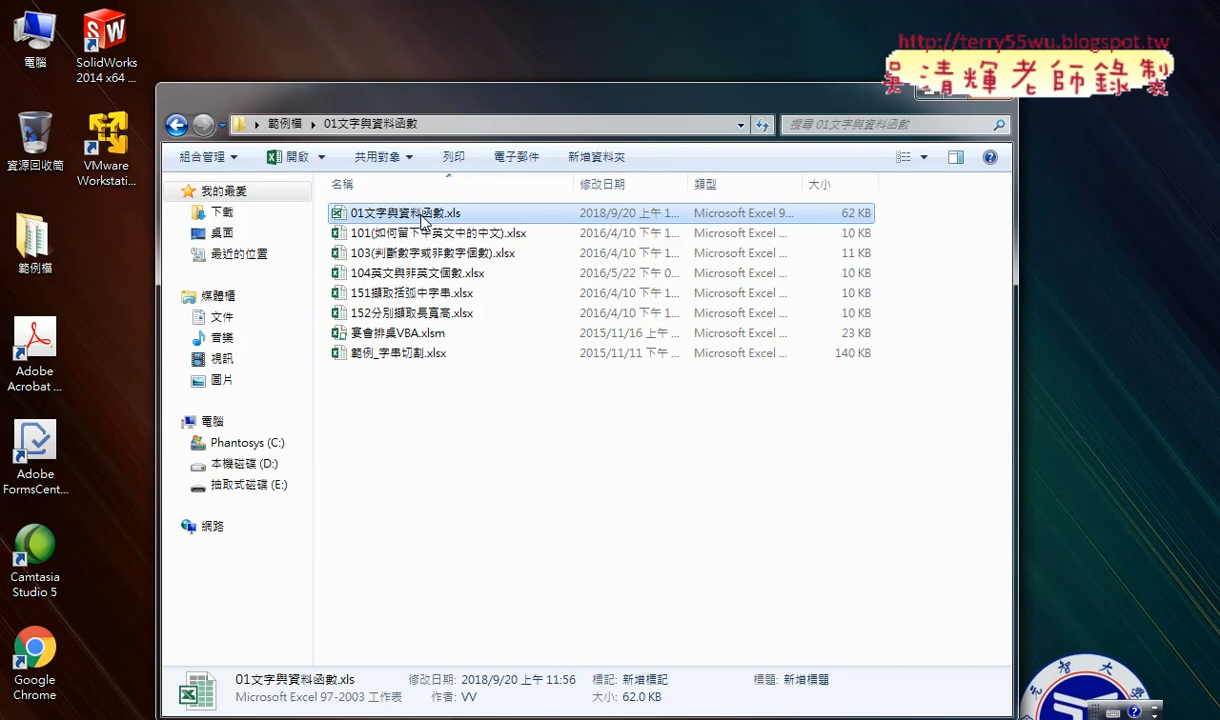 http://terry55wu.blogspot.tw
吳清輝老師錄製
電腦
SolidWorks
2014 x64 ...
資源回收筒
VMware
Workstati...
範例檔
Adobe
Acrobat ...
Adobe
FormsCent...
Camtasia
Studio 5
Google
Chrome
範例檔 01文字與資料函數
搜尋 01文字與資料函數
組合管理 開啟 共用對象 列印 電子郵件 新增資料夾
名稱 修改日期 類型 大小
01文字與資料函數.xls 2018/9/20 上午 1... Microsoft Excel 9... 62 KB
101(如何留下中英文中的中文).xlsx 2016/4/10 下午 ... Microsoft Excel ... 10 KB
103(判斷數字或非數字個數).xlsx 2016/4/10 下午 ... Microsoft Excel ... 11 KB
104英文與非英文個數.xlsx 2016/5/22 下午 0... Microsoft Excel ... 10 KB
151擷取括弧中字串.xlsx 2016/4/10 下午 ... Microsoft Excel ... 10 KB
152分別擷取長寬高.xlsx 2016/4/10 下午 ... Microsoft Excel ... 10 KB
宴會排桌VBA.xlsm 2015/11/16 上午 ... Microsoft Excel ... 23 KB
範例_字串切割.xlsx 2015/11/11 下午 ... Microsoft Excel ... 140 KB
我的最愛
下載
桌面
最近的位置
媒體櫃
文件
音樂
視訊
圖片
電腦
Phantosys (C:)
本機磁碟 (D:)
抽取式磁碟 (E:)
網路
01文字與資料函數.xls 修改日期: 2018/9/20 上午 11:56 標記: 新增標記 標題: 新增標題
Microsoft Excel 97-2003 工作表 作者: VV 大小: 62.0 KB
智大